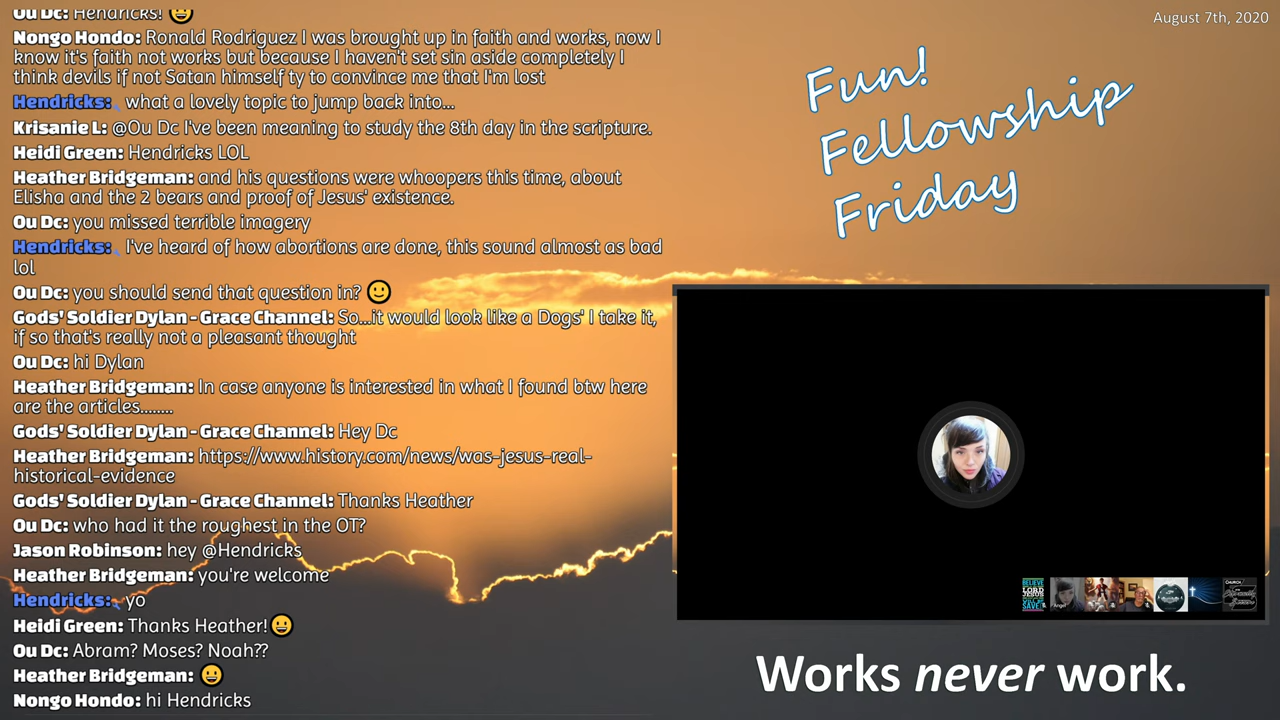 Ou Dc: Hendricks! 😀
Nongo Hondo: Ronald Rodriguez I was brought up in faith and works, now I
know it's faith not works but because I haven't set sin aside completely I
think devils if not Satan himself ty to convince me that I'm lost
Hendricks: what a lovely topic to jump back into...
Krisanie L: @Ou Dc I've been meaning to study the 8th day in the scripture.
Heidi Green: Hendricks LOL
Heather Bridgeman: and his questions were whoopers this time, about
Elisha and the 2 bears and proof of Jesus' existence.
Ou Dc: you missed terrible imagery
Hendricks: I've heard of how abortions are done, this sound almost as bad
lol
Ou Dc: you should send that question in? 🙂
Gods' Soldier Dylan - Grace Channel: So...it would look like a Dogs' I take it,
if so that's really not a pleasant thought
Ou Dc: hi Dylan
Heather Bridgeman: In case anyone is interested in what I found btw here
are the articles........
Gods' Soldier Dylan - Grace Channel: Hey Dc
Heather Bridgeman: https://www.history.com/news/was-jesus-real-
historical-evidence
Gods' Soldier Dylan - Grace Channel: Thanks Heather
Ou Dc: who had it the roughest in the OT?
Jason Robinson: hey @Hendricks
Heather Bridgeman: you're welcome
Hendricks: yo
Heidi Green: Thanks Heather! 😀
Ou Dc: Abram? Moses? Noah??
Heather Bridgeman: 😀
Nongo Hondo: hi Hendricks
August 7th, 2020
Fun!
Fellowship
Friday
BELIEVE
LORD
JESUS
SAVE
Angel
CHURCH
Works never work.